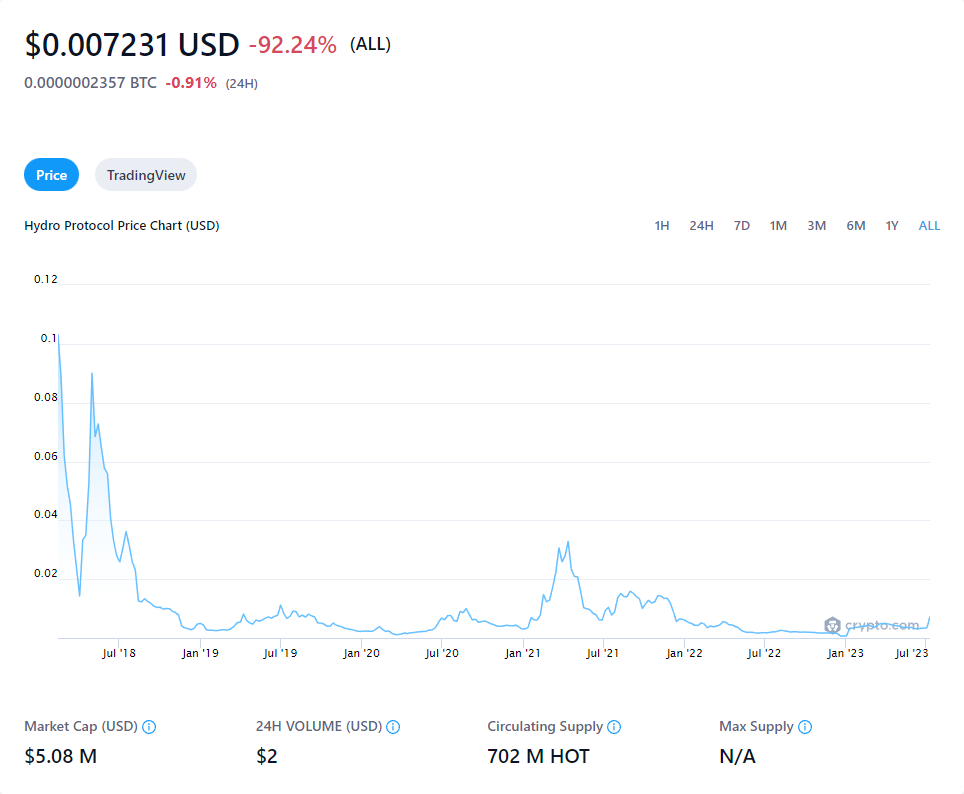 $0.007231 USD -92.24% (ALL)
0.0000002357 BTC -0.91% (24H)
Price TradingView
Hydro Protocol Price Chart (USD) 1H 24H 7D 1M 3M 6M 1Y ALL
0.12
0.1
0.08
0.06
0.04
0.02
crypto.com
Jul '18 Jan '19 Jul '19 Jan '20 Jul '20 Jan '21 Jul '21 Jan '22 Jul '22 Jan '23 Jul '23
Market Cap (USD) 24H VOLUME (USD) Circulating Supply Max Supply
$5.08 M $2 702 M HOT N/A